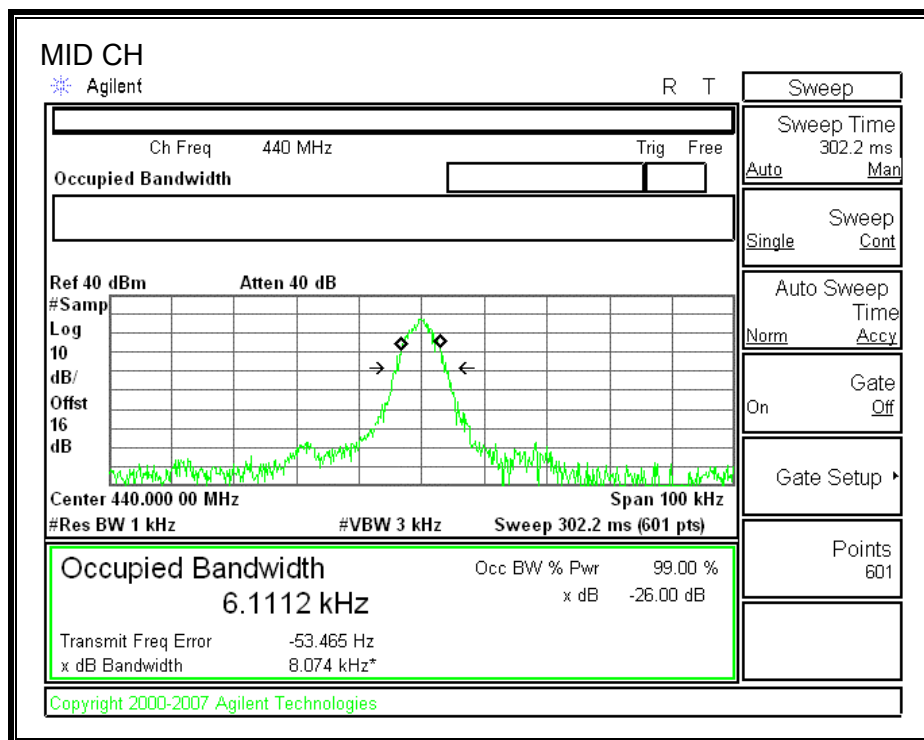 MID CH
Agilent R T
Ch Freq 440 MHz Trig Free
Occupied Bandwidth
Ref 40 dBm Atten 40 dB
#Samp
Log
10
dB/
Offst
16
dB
Center 440.000 00 MHz Span 100 kHz
#Res BW 1 kHz #VBW 3 kHz Sweep 302.2 ms (601 pts)
Occupied Bandwidth Occ BW % Pwr 99.00 %
6.1112 kHz x dB -26.00 dB
Transmit Freq Error -53.465 Hz
x dB Bandwidth 8.074 kHz*
Copyright 2000-2007 Agilent Technologies
Sweep
Sweep Time
302.2 ms
Auto Man
Sweep
Single Cont
Auto Sweep
Time
Norm Accy
Gate
On Off
Gate Setup
Points
601